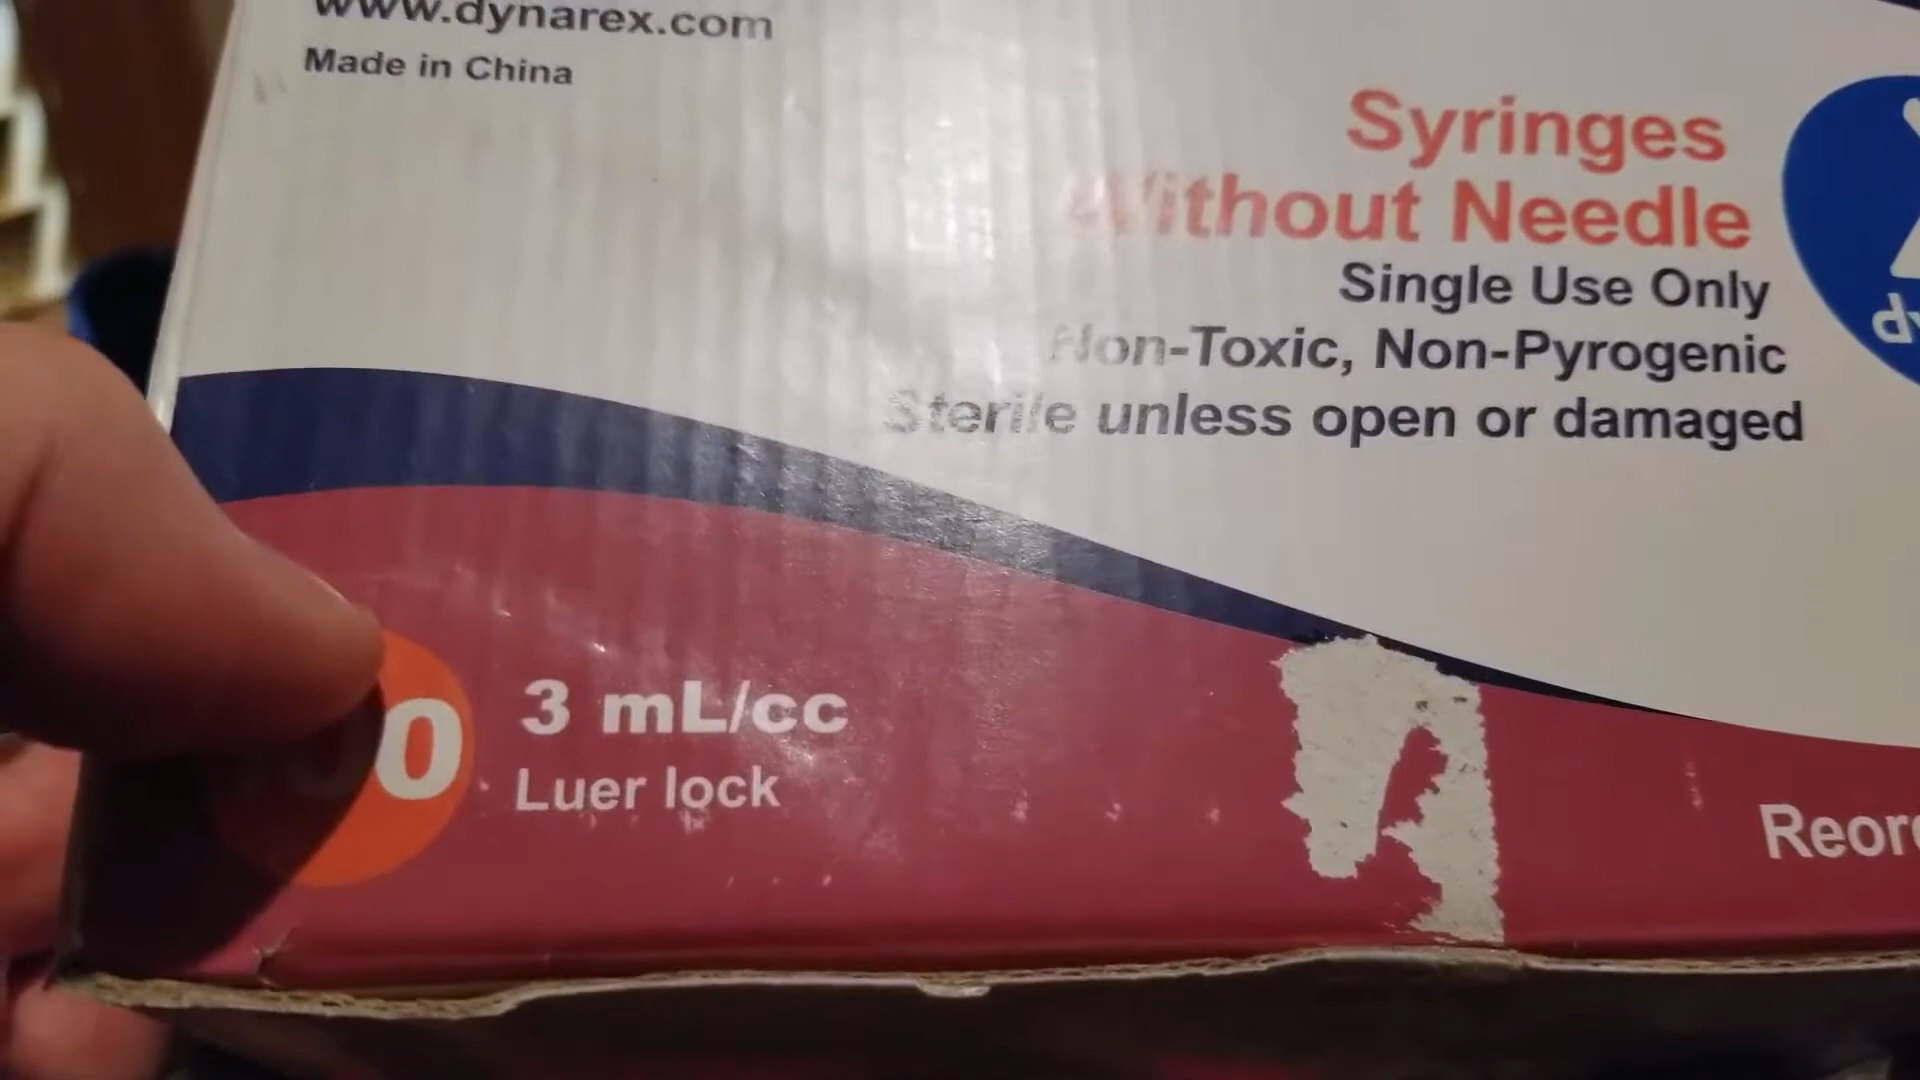 www.dynarex.com
Made in China
Syringes
Without Needle
Single Use Only
Non-Toxic, Non-Pyrogenic
Sterile unless open or damaged
3 mL/cc
Luer lock